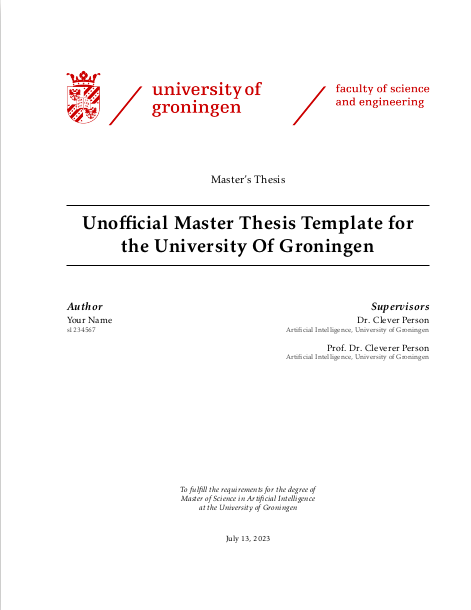 university of
groningen
faculty of science
and engineering
Master's Thesis
Unofficial Master Thesis Template for
the University Of Groningen
Author
Supervisors
Your Name
Dr. Clever Person
s1234567
Artificial Intelligence, University of Groningen
Prof. Dr. Cleverer Person
Artificial Intelligence, University of Groningen
To fulfill the requirements for the degree of
Master of Science in Artificial Intelligence
at the University of Groningen
July 13, 2023